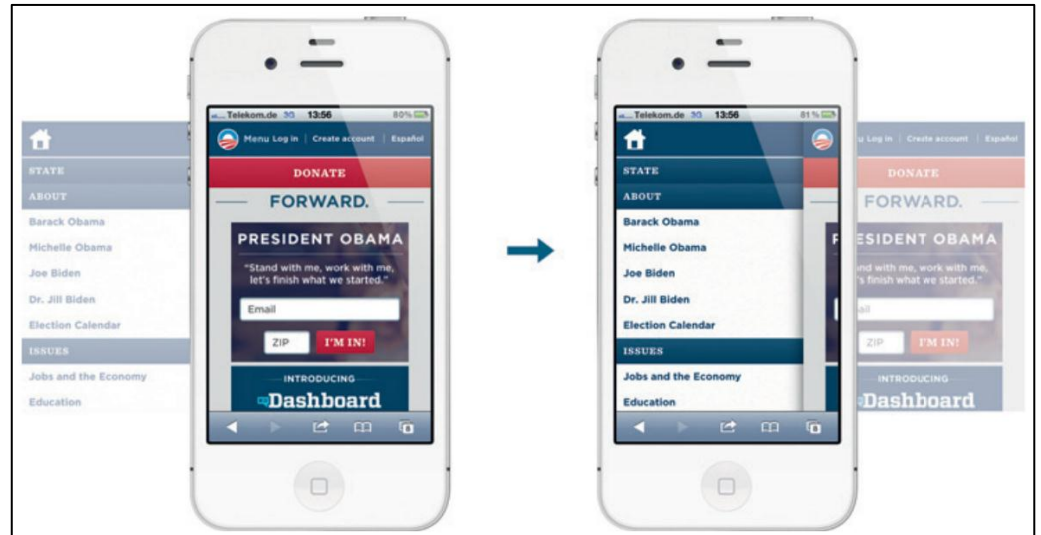 STATE
ABOUT
Barack Obama
Michelle Obama
Joe Biden
Dr. Jill Biden
Election Calendar
ISSUES
Jobs and the Economy
Education
Telekom.de 3G 13:56 80%
Menu Log in | Create account | Español
DONATE
FORWARD.
PRESIDENT OBAMA
"Stand with me, work with me,
let's finish what we started."
Email
ZIP I'M IN!
INTRODUCING
Dashboard
Telekom.de 3G 13:56 81%
STATE
ABOUT
Barack Obama
Michelle Obama
Joe Biden
Dr. Jill Biden
Election Calendar
ISSUES
Jobs and the Economy
Education
u Log in | Create account | Español
DONATE
FORWARD.
ESIDENT OBAMA
nd with me, work with me,
s finish what we started."
ail
ZIP I'M IN!
INTRODUCING
Dashboard